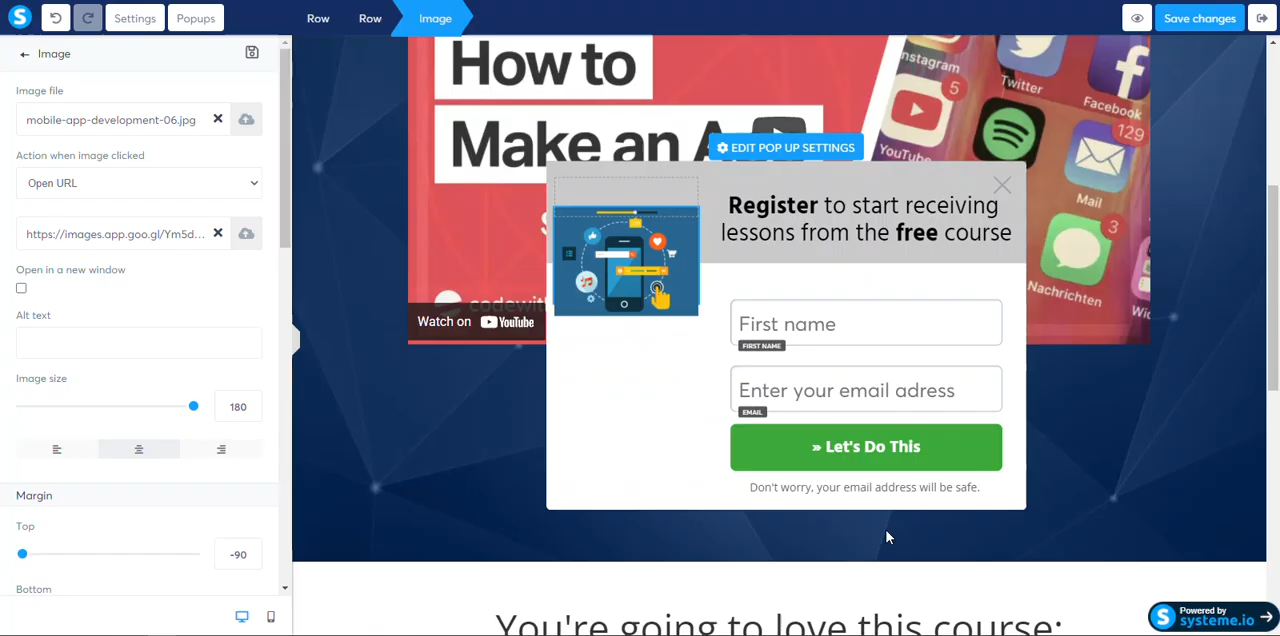 S
Settings
Popups
Row
Row
Image
Save changes
Image
Image file
mobile-app-development-06.jpg
Action when image clicked
Open URL
https://images.app.goo.gl/Ym5d...
Open in a new window
Alt text
Image size
180
Margin
Top
-90
Bottom
How to
Make an A
Instagram
Twitter
Facebook
5
YouTube
129
Mail
3
Nachrichten
codewit
Watch on YouTube
EDIT POP UP SETTINGS
Register to start receiving
lessons from the free course
First name
FIRST NAME
Enter your email adress
EMAIL
» Let's Do This
Don't worry, your email address will be safe.
You're going to love this course:
Powered by
systeme.io